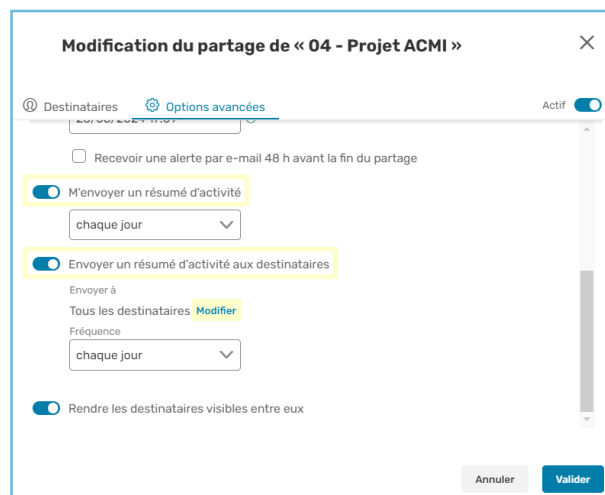 Modification du partage de « 04 - Projet ACMI »
Destinataires Options avancées Actif
Recevoir une alerte par e-mail 48 h avant la fin du partage
M'envoyer un résumé d'activité
chaque jour
Envoyer un résumé d'activité aux destinataires
Envoyer à
Tous les destinataires Modifier
Fréquence
chaque jour
Rendre les destinataires visibles entre eux
Annuler Valider